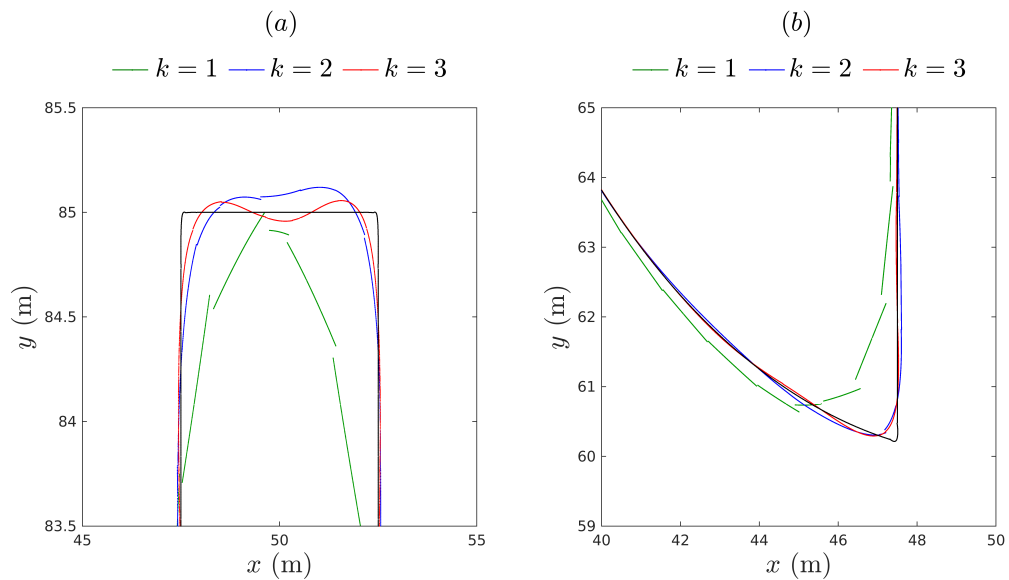 (a)
k = 1 k = 2 k = 3
85.5
85
84.5
84
83.5
y (m)
45 50 55
x (m)
(b)
k = 1 k = 2 k = 3
65
64
63
62
61
60
59
y (m)
40 42 44 46 48 50
x (m)